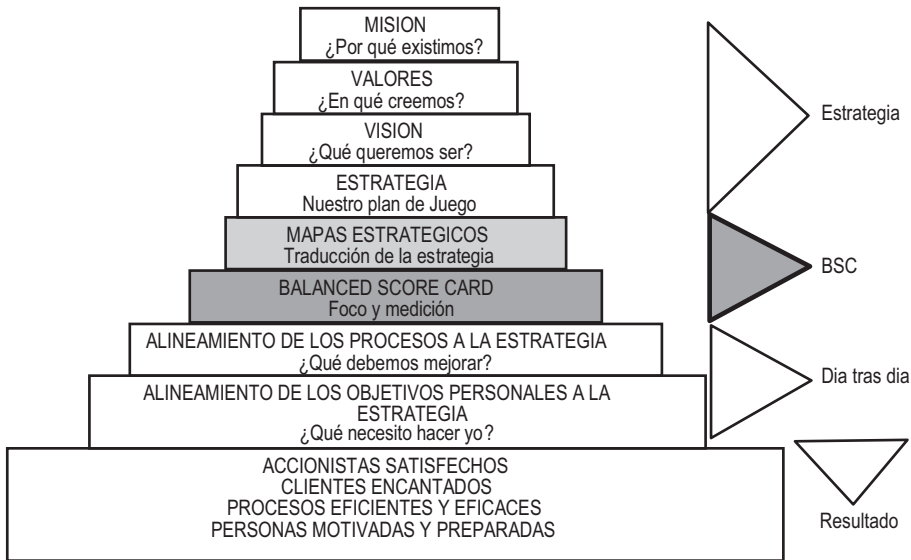 MISION
¿Por qué existimos?
VALORES
¿En qué creemos?
VISION
¿Qué queremos ser?
ESTRATEGIA
Nuestro plan de Juego
MAPAS ESTRATEGICOS
Traducción de la estrategia
BALANCED SCORE CARD
Foco y medición
ALINEAMIENTO DE LOS PROCESOS A LA ESTRATEGIA
¿Qué debemos mejorar?
ALINEAMIENTO DE LOS OBJETIVOS PERSONALES A LA
ESTRATEGIA
¿Qué necesito hacer yo?
ACCIONISTAS SATISFECHOS
CLIENTES ENCANTADOS
PROCESOS EFICIENTES Y EFICACES
PERSONAS MOTIVADAS Y PREPARADAS
Estrategia
BSC
Dia tras dia
Resultado